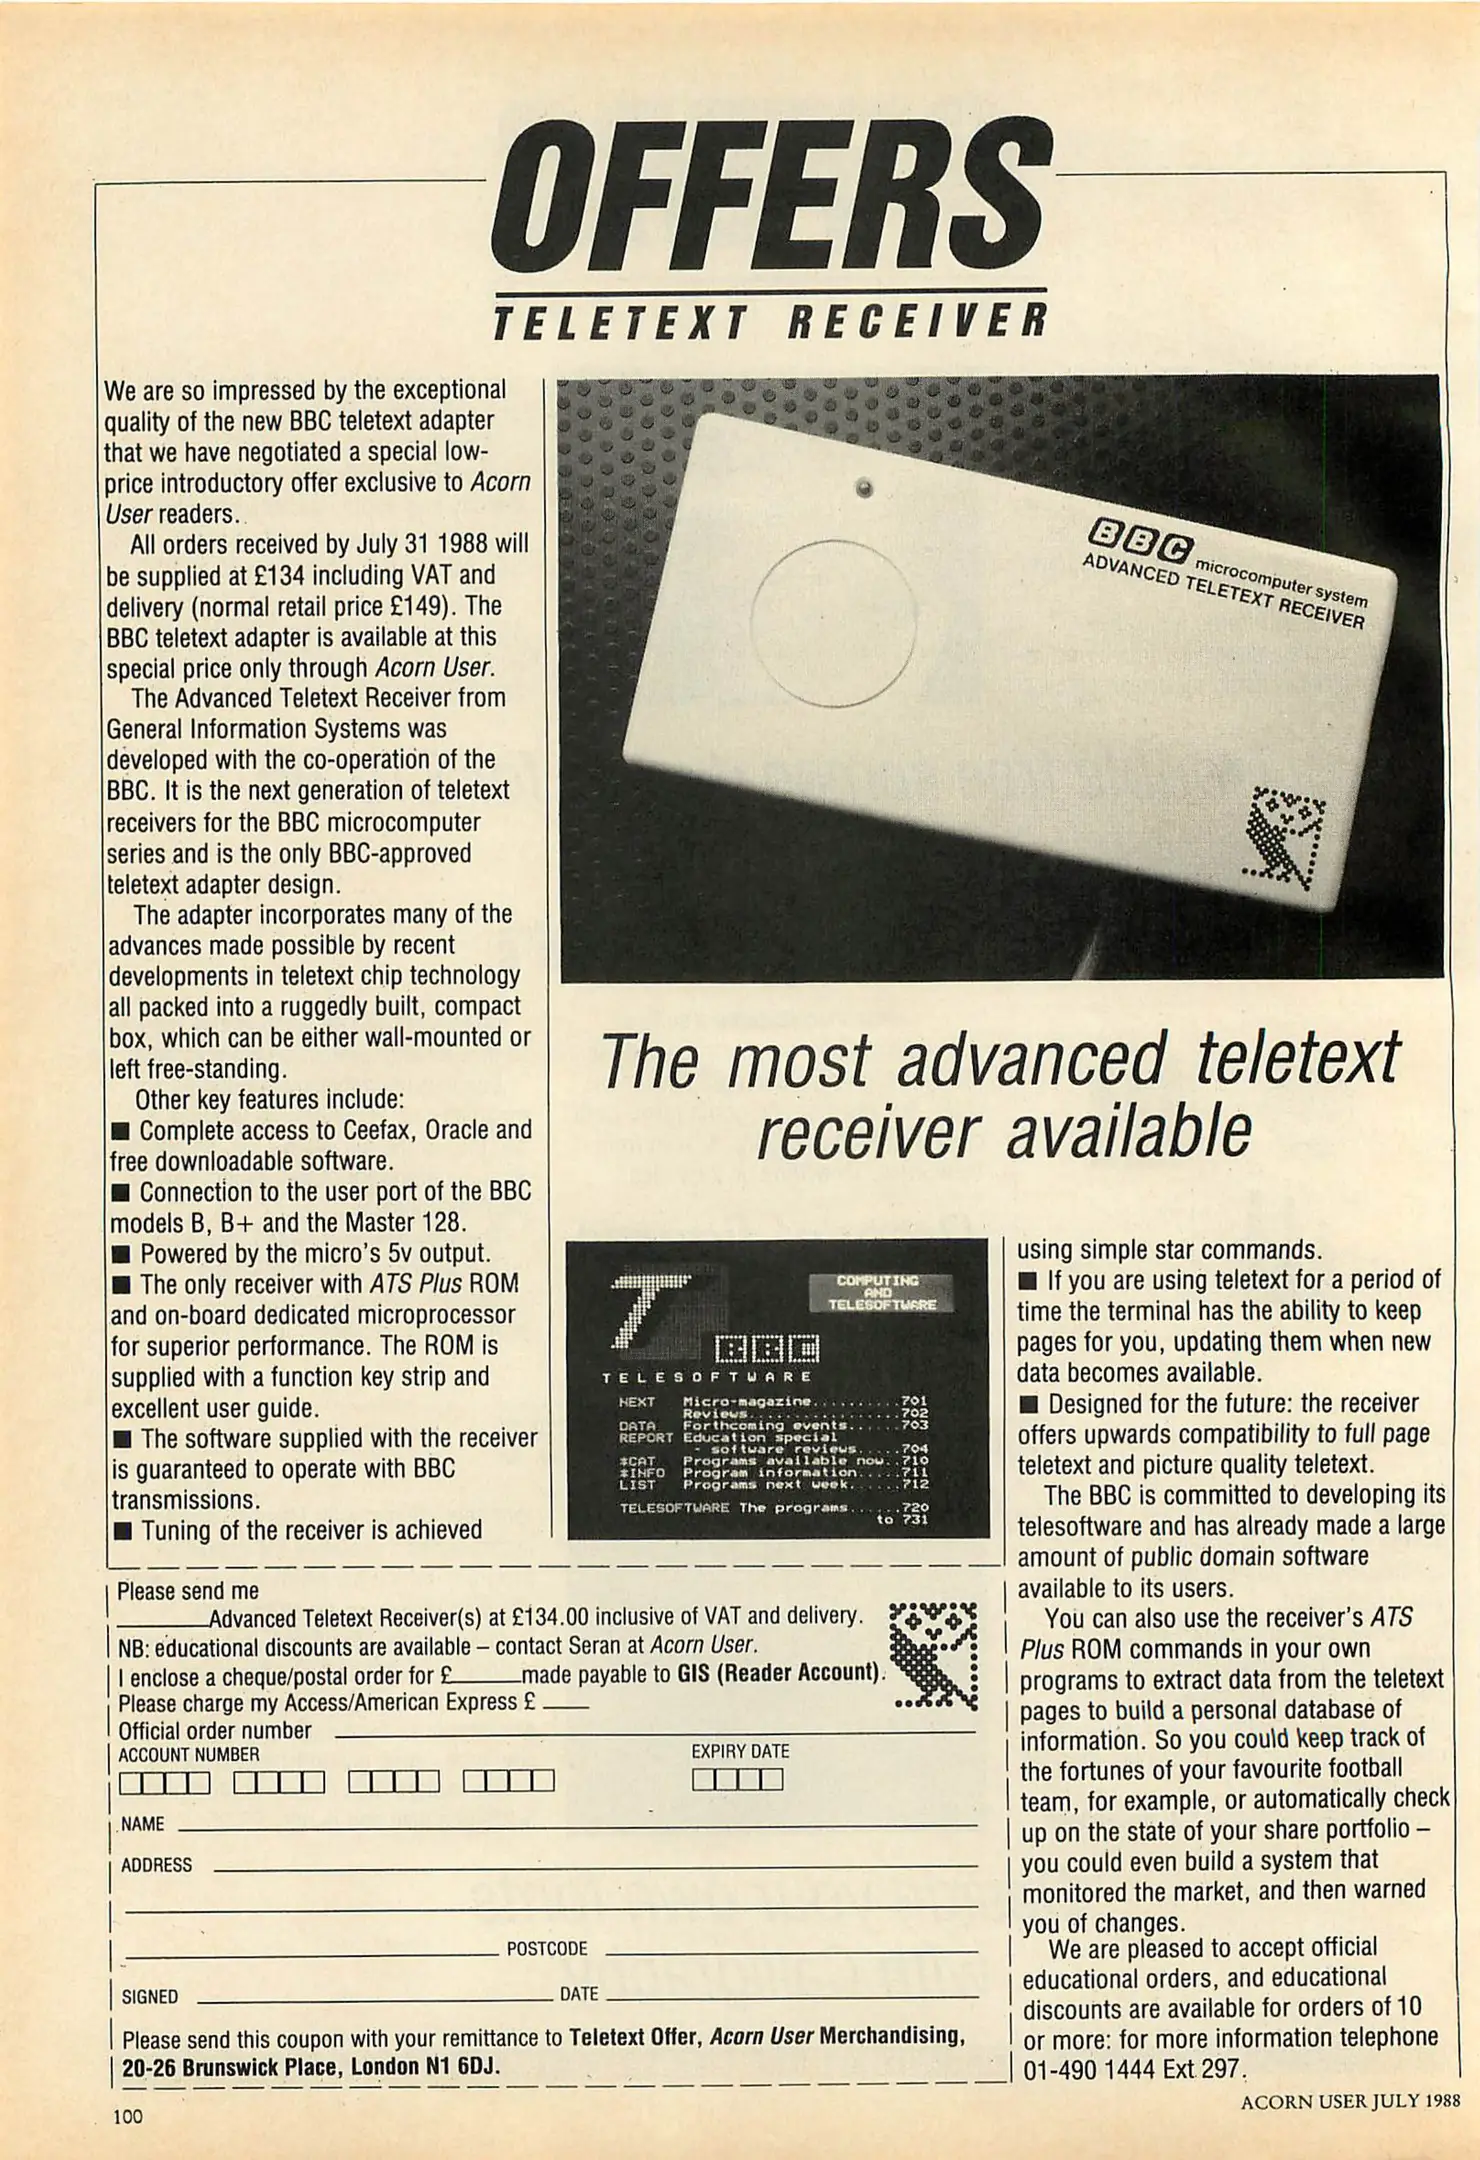 OFFERS
TELETEXT RECEIVER
We are so impressed by the exceptional
quality of the new BBC teletext adapter
that we have negotiated a special low-
price introductory offer exclusive to Acorn
User readers.
All orders received by July 31 1988 will
be supplied at £134 including VAT and
delivery (normal retail price £149). The
BBC teletext adapter is available at this
special price only through Acorn User.
The Advanced Teletext Receiver from
General Information Systems was
developed with the co-operation of the
BBC. It is the next generation of teletext
receivers for the BBC microcomputer
series and is the only BBC-approved
teletext adapter design.
The adapter incorporates many of the
advances made possible by recent
developments in teletext chip technology
all packed into a ruggedly built, compact
box, which can be either wall-mounted or
left free-standing.
Other key features include:
■ Complete access to Ceefax, Oracle and
free downloadable software.
■ Connection to the user port of the BBC
models B, B+ and the Master 128.
■ Powered by the micro's 5v output.
■ The only receiver with ATS Plus ROM
and on-board dedicated microprocessor
for superior performance. The ROM is
supplied with a function key strip and
excellent user guide.
■ The software supplied with the receiver
is guaranteed to operate with BBC
transmissions.
■ Tuning of the receiver is achieved
BBC microcomputer system
ADVANCED TELETEXT RECEIVER
The most advanced teletext
receiver available
COMPUTING
AND
TELESOFTWARE
T
BBC
TELESOFTWARE
NEXT Micro-magazine..........701
Reviews.................702
DATA Forthcoming events......703
REPORT Education special
- software reviews.....704
*CAT Programs available now..710
*INFO Program information.....711
LIST Programs next week......712
TELESOFTWARE The programs......720
to 731
using simple star commands.
■ If you are using teletext for a period of
time the terminal has the ability to keep
pages for you, updating them when new
data becomes available.
■ Designed for the future: the receiver
offers upwards compatibility to full page
teletext and picture quality teletext.
The BBC is committed to developing its
telesoftware and has already made a large
amount of public domain software
available to its users.
You can also use the receiver's ATS
Plus ROM commands in your own
programs to extract data from the teletext
pages to build a personal database of
information. So you could keep track of
the fortunes of your favourite football
team, for example, or automatically check
up on the state of your share portfolio –
you could even build a system that
monitored the market, and then warned
you of changes.
We are pleased to accept official
educational orders, and educational
discounts are available for orders of 10
or more: for more information telephone
01-490 1444 Ext 297.
Please send me
______Advanced Teletext Receiver(s) at £134.00 inclusive of VAT and delivery.
NB: educational discounts are available – contact Seran at Acorn User.
I enclose a cheque/postal order for £______made payable to GIS (Reader Account).
Please charge my Access/American Express £ ____
Official order number
ACCOUNT NUMBER EXPIRY DATE
NAME
ADDRESS
POSTCODE
SIGNED DATE
Please send this coupon with your remittance to Teletext Offer, Acorn User Merchandising,
20-26 Brunswick Place, London N1 6DJ.
100
ACORN USER JULY 1988